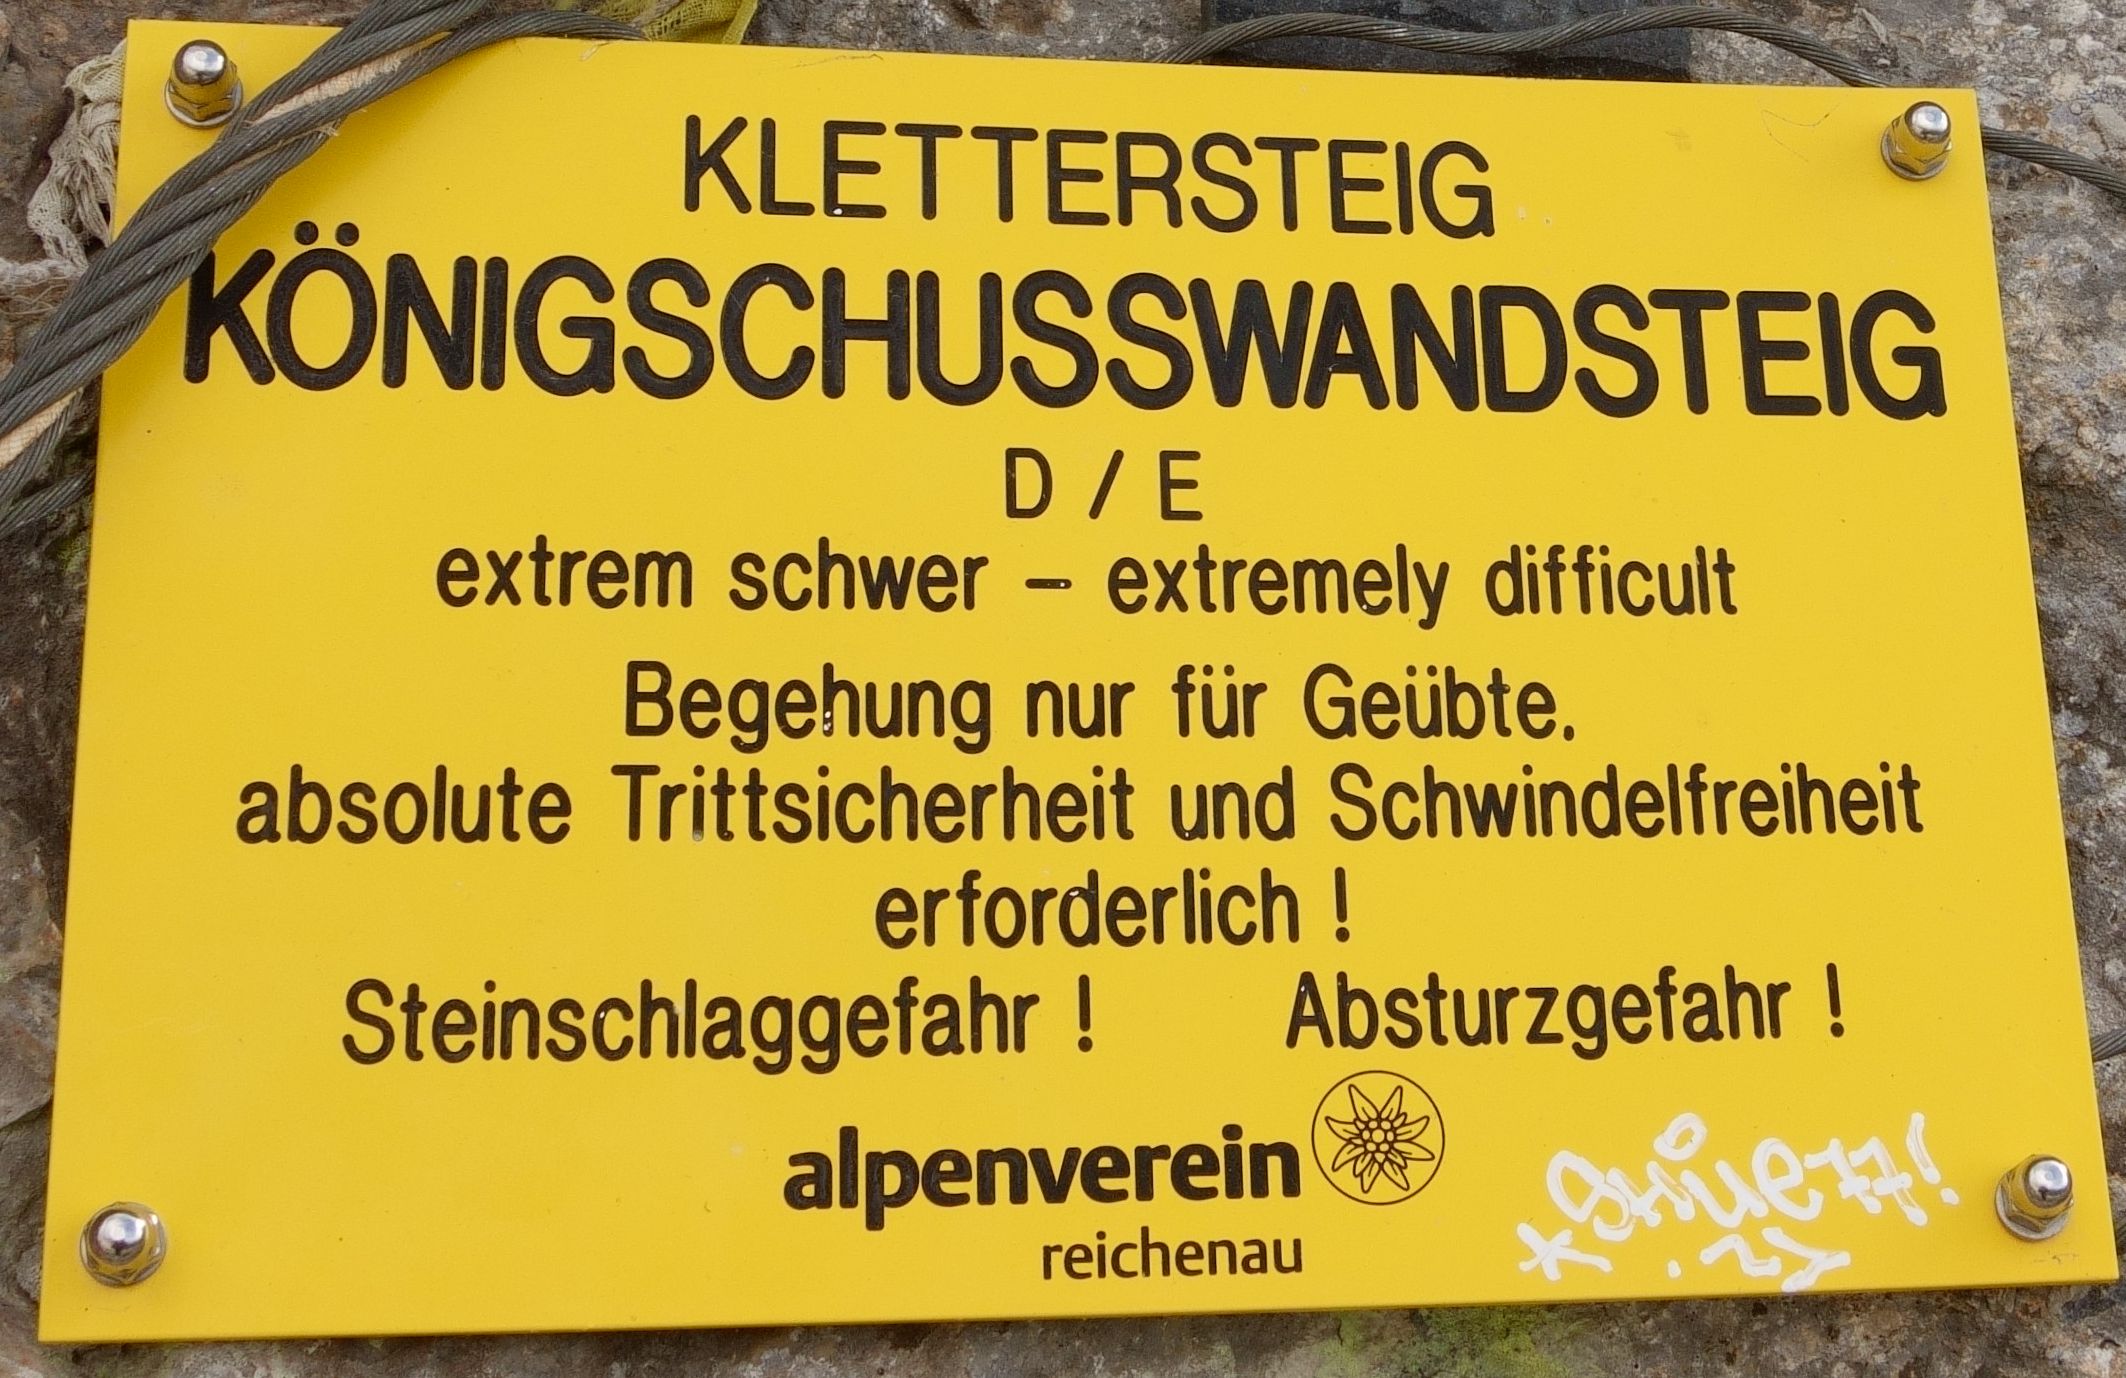 KLETTERSTEIG
KÖNIGSCHUSSWANDSTEIG
D / E
extrem schwer – extremely difficult
Begehung nur für Geübte.
absolute Trittsicherheit und Schwindelfreiheit
erforderlich !
Steinschlaggefahr ! Absturzgefahr !
alpenverein
reichenau